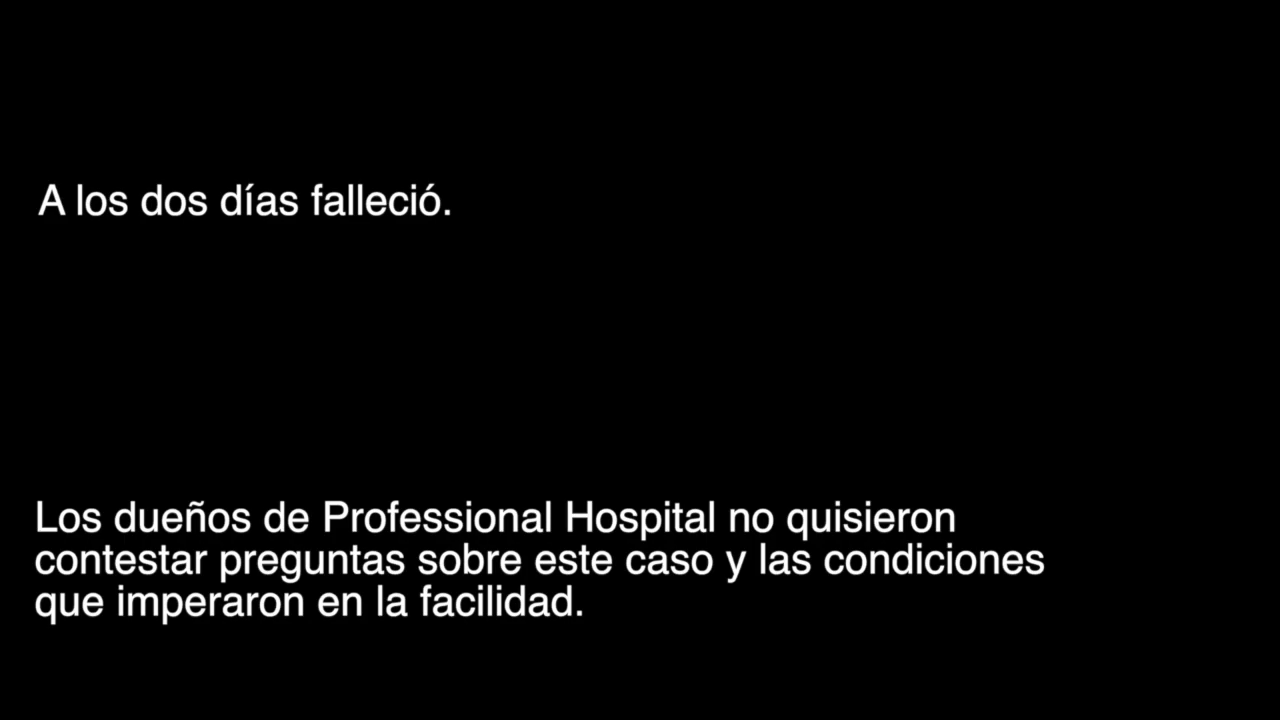 A los dos días falleció.
Los dueños de Professional Hospital no quisieron
contestar preguntas sobre este caso y las condiciones
que imperaron en la facilidad.